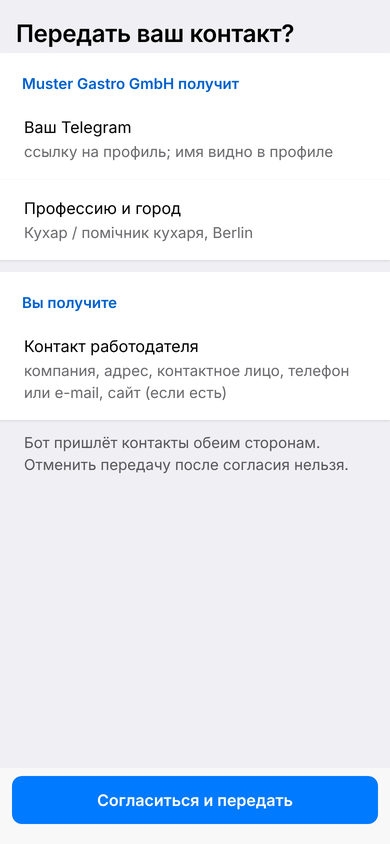 Передать ваш контакт?
Muster Gastro GmbH получит
Ваш Telegram
ссылку на профиль; имя видно в профиле
Профессию и город
Кухар / помічник кухаря, Berlin
Вы получите
Контакт работодателя
компания, адрес, контактное лицо, телефон
или e-mail, сайт (если есть)
Бот пришлёт контакты обеим сторонам.
Отменить передачу после согласия нельзя.
Согласиться и передать